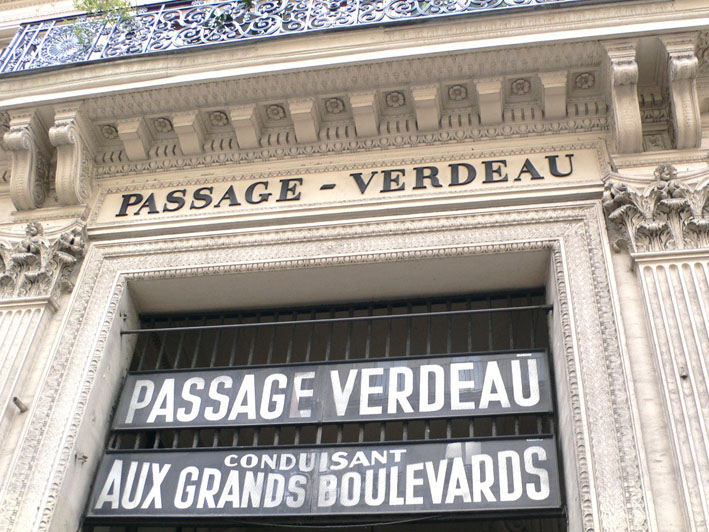 PASSAGE - VERDEAU
PASSAGE VERDEAU
CONDUISANT
AUX GRANDS BOULEVARDS